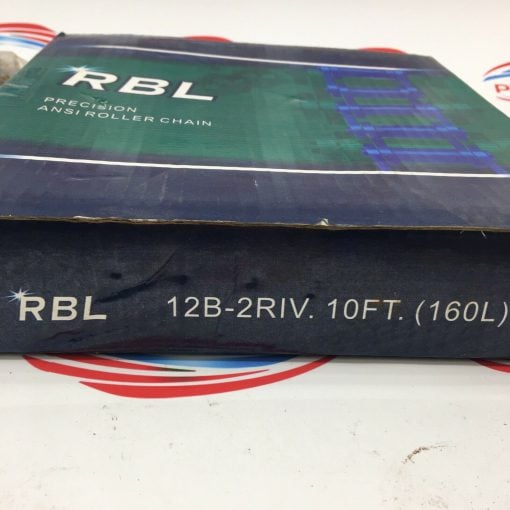 RBL
PRECISION
ANSI ROLLER CHAIN
RBL 12B-2RIV. 10FT. (160L)